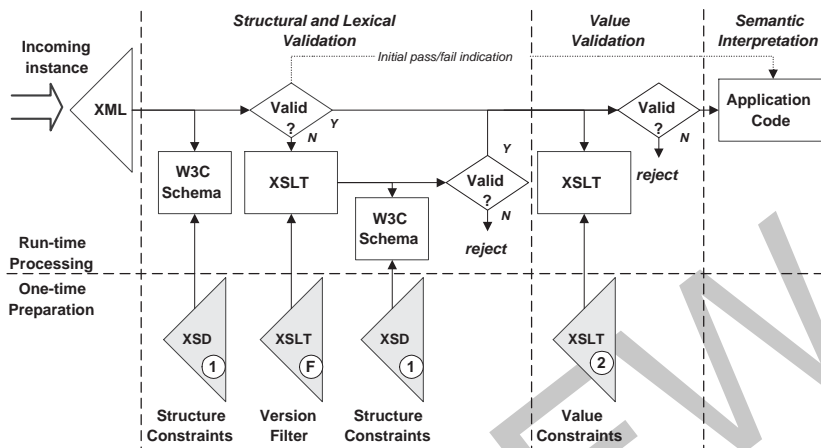 Structural and Lexical
Validation
Value
Validation
Semantic
Interpretation
Incoming
instance
Initial pass/fail indication
XML
Valid
?
Y
N
Valid
?
N
Application
Code
W3C
Schema
XSLT
Valid
?
Y
N
XSLT
reject
W3C
Schema
reject
Run-time
Processing
One-time
Preparation
XSD
1
XSLT
F
XSD
1
XSLT
2
Structure
Constraints
Version
Filter
Structure
Constraints
Value
Constraints
EW